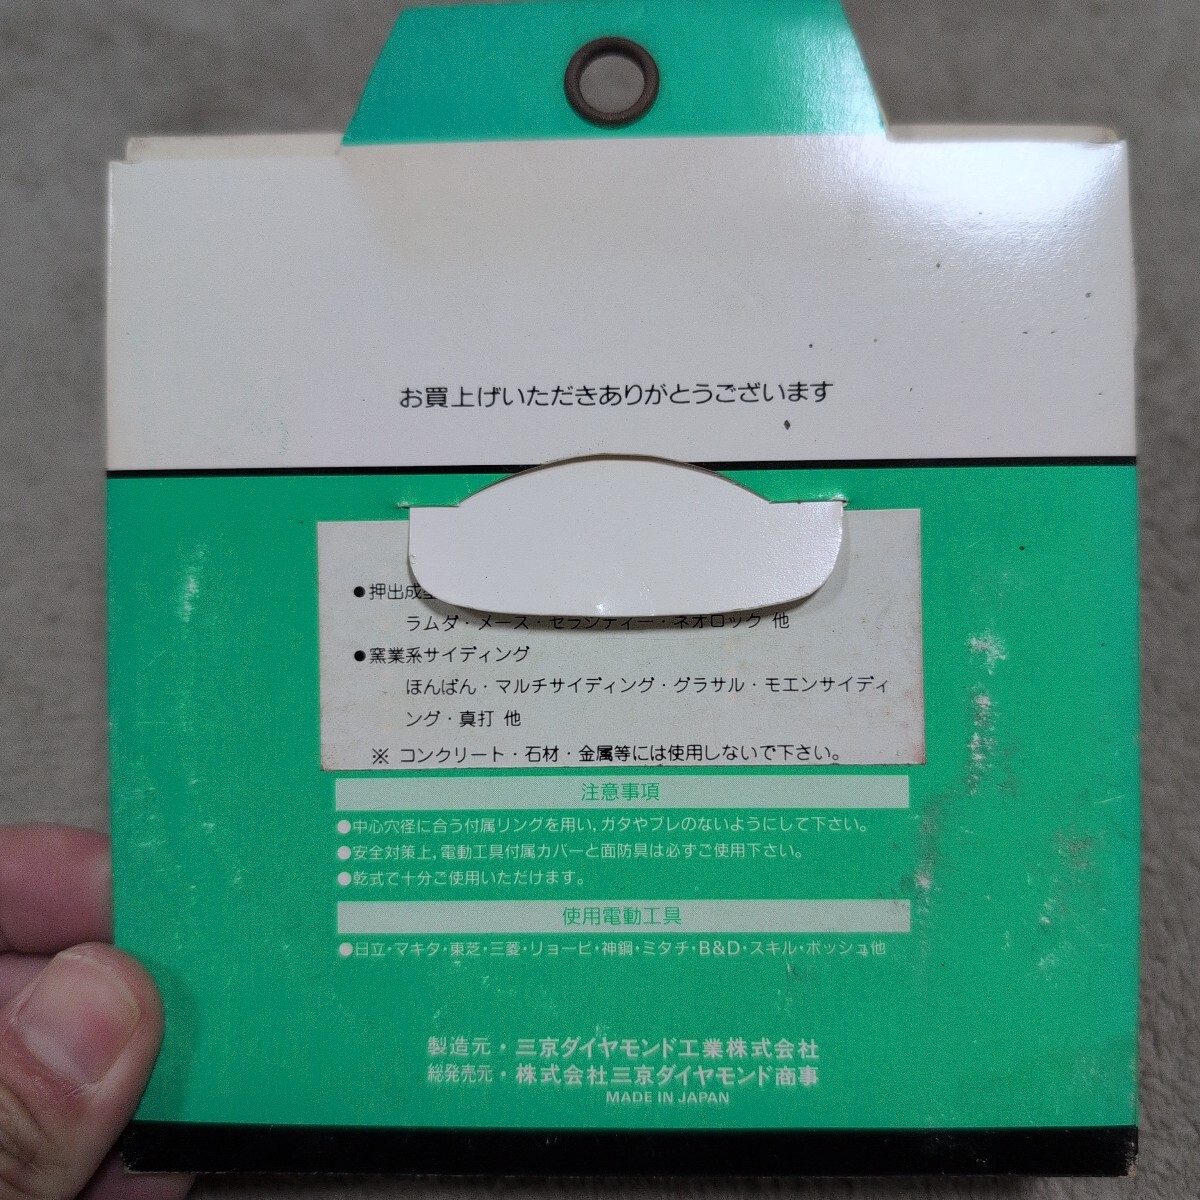 お買上げいただきありがとうございます
●押出成
ラムダ・メース・セランディー・ネオロック 他
●窯業系サイディング
ほんばん・マルチサイディング・グラサル・モエンサイディ
ング・真打 他
※ コンクリート・石材・金属等には使用しないで下さい。
注意事項
●中心穴径に合う付属リングを用い,ガタやブレのないようにして下さい。
●安全対策上,電動工具付属カバーと面防具は必ずご使用下さい。
●乾式で十分ご使用いただけます。
使用電動工具
●日立・マキタ・東芝・三菱・リョービ・神鋼・ミタチ・B&D・スキル・ボッシュ他
製造元・三京ダイヤモンド工業株式会社
総発売元・株式会社三京ダイヤモンド商事
MADE IN JAPAN